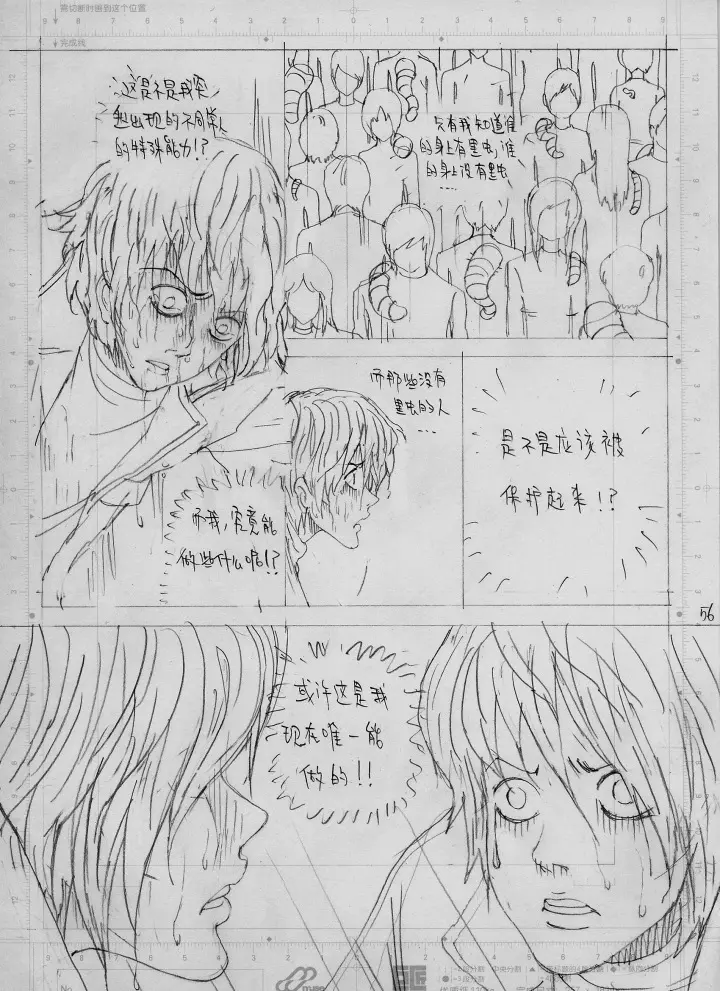 需切断时留到这个位置
完成线
这是不是我突
然出现的不同常人
的特殊能力!?
只有我知道谁
的身上有黑虫,谁
的身上没有黑虫
....
而那些没有
黑虫的人
...
是不是应该被
保护起来!?
而我,究竟能
做些什么呢!?
56
或许这是我
现在唯一能
做的!!
No